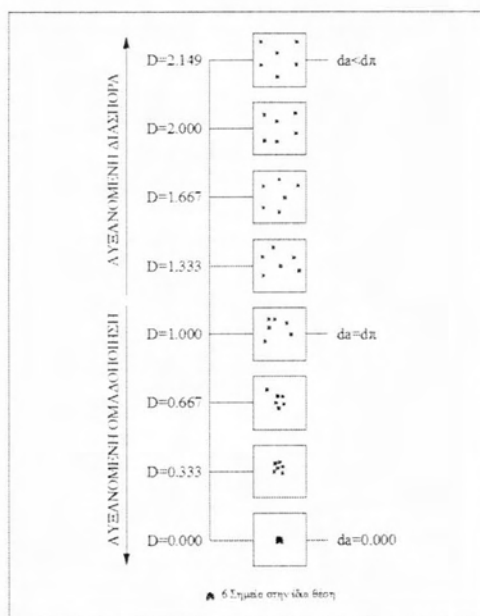 ΑΥΞΑΝΟΜΕΝΗ ΔΙΑΣΠΟΡΑ
ΑΥΞΑΝΟΜΕΝΗ ΟΜΑΔΟΠΟΙΗΣΗ
D=2.149 da<dπ
D=2.000
D=1.667
D=1.333
D=1.000 da=dπ
D=0.667
D=0.333
D=0.000 da=0.000
6 Σημεία στην ίδια θεση